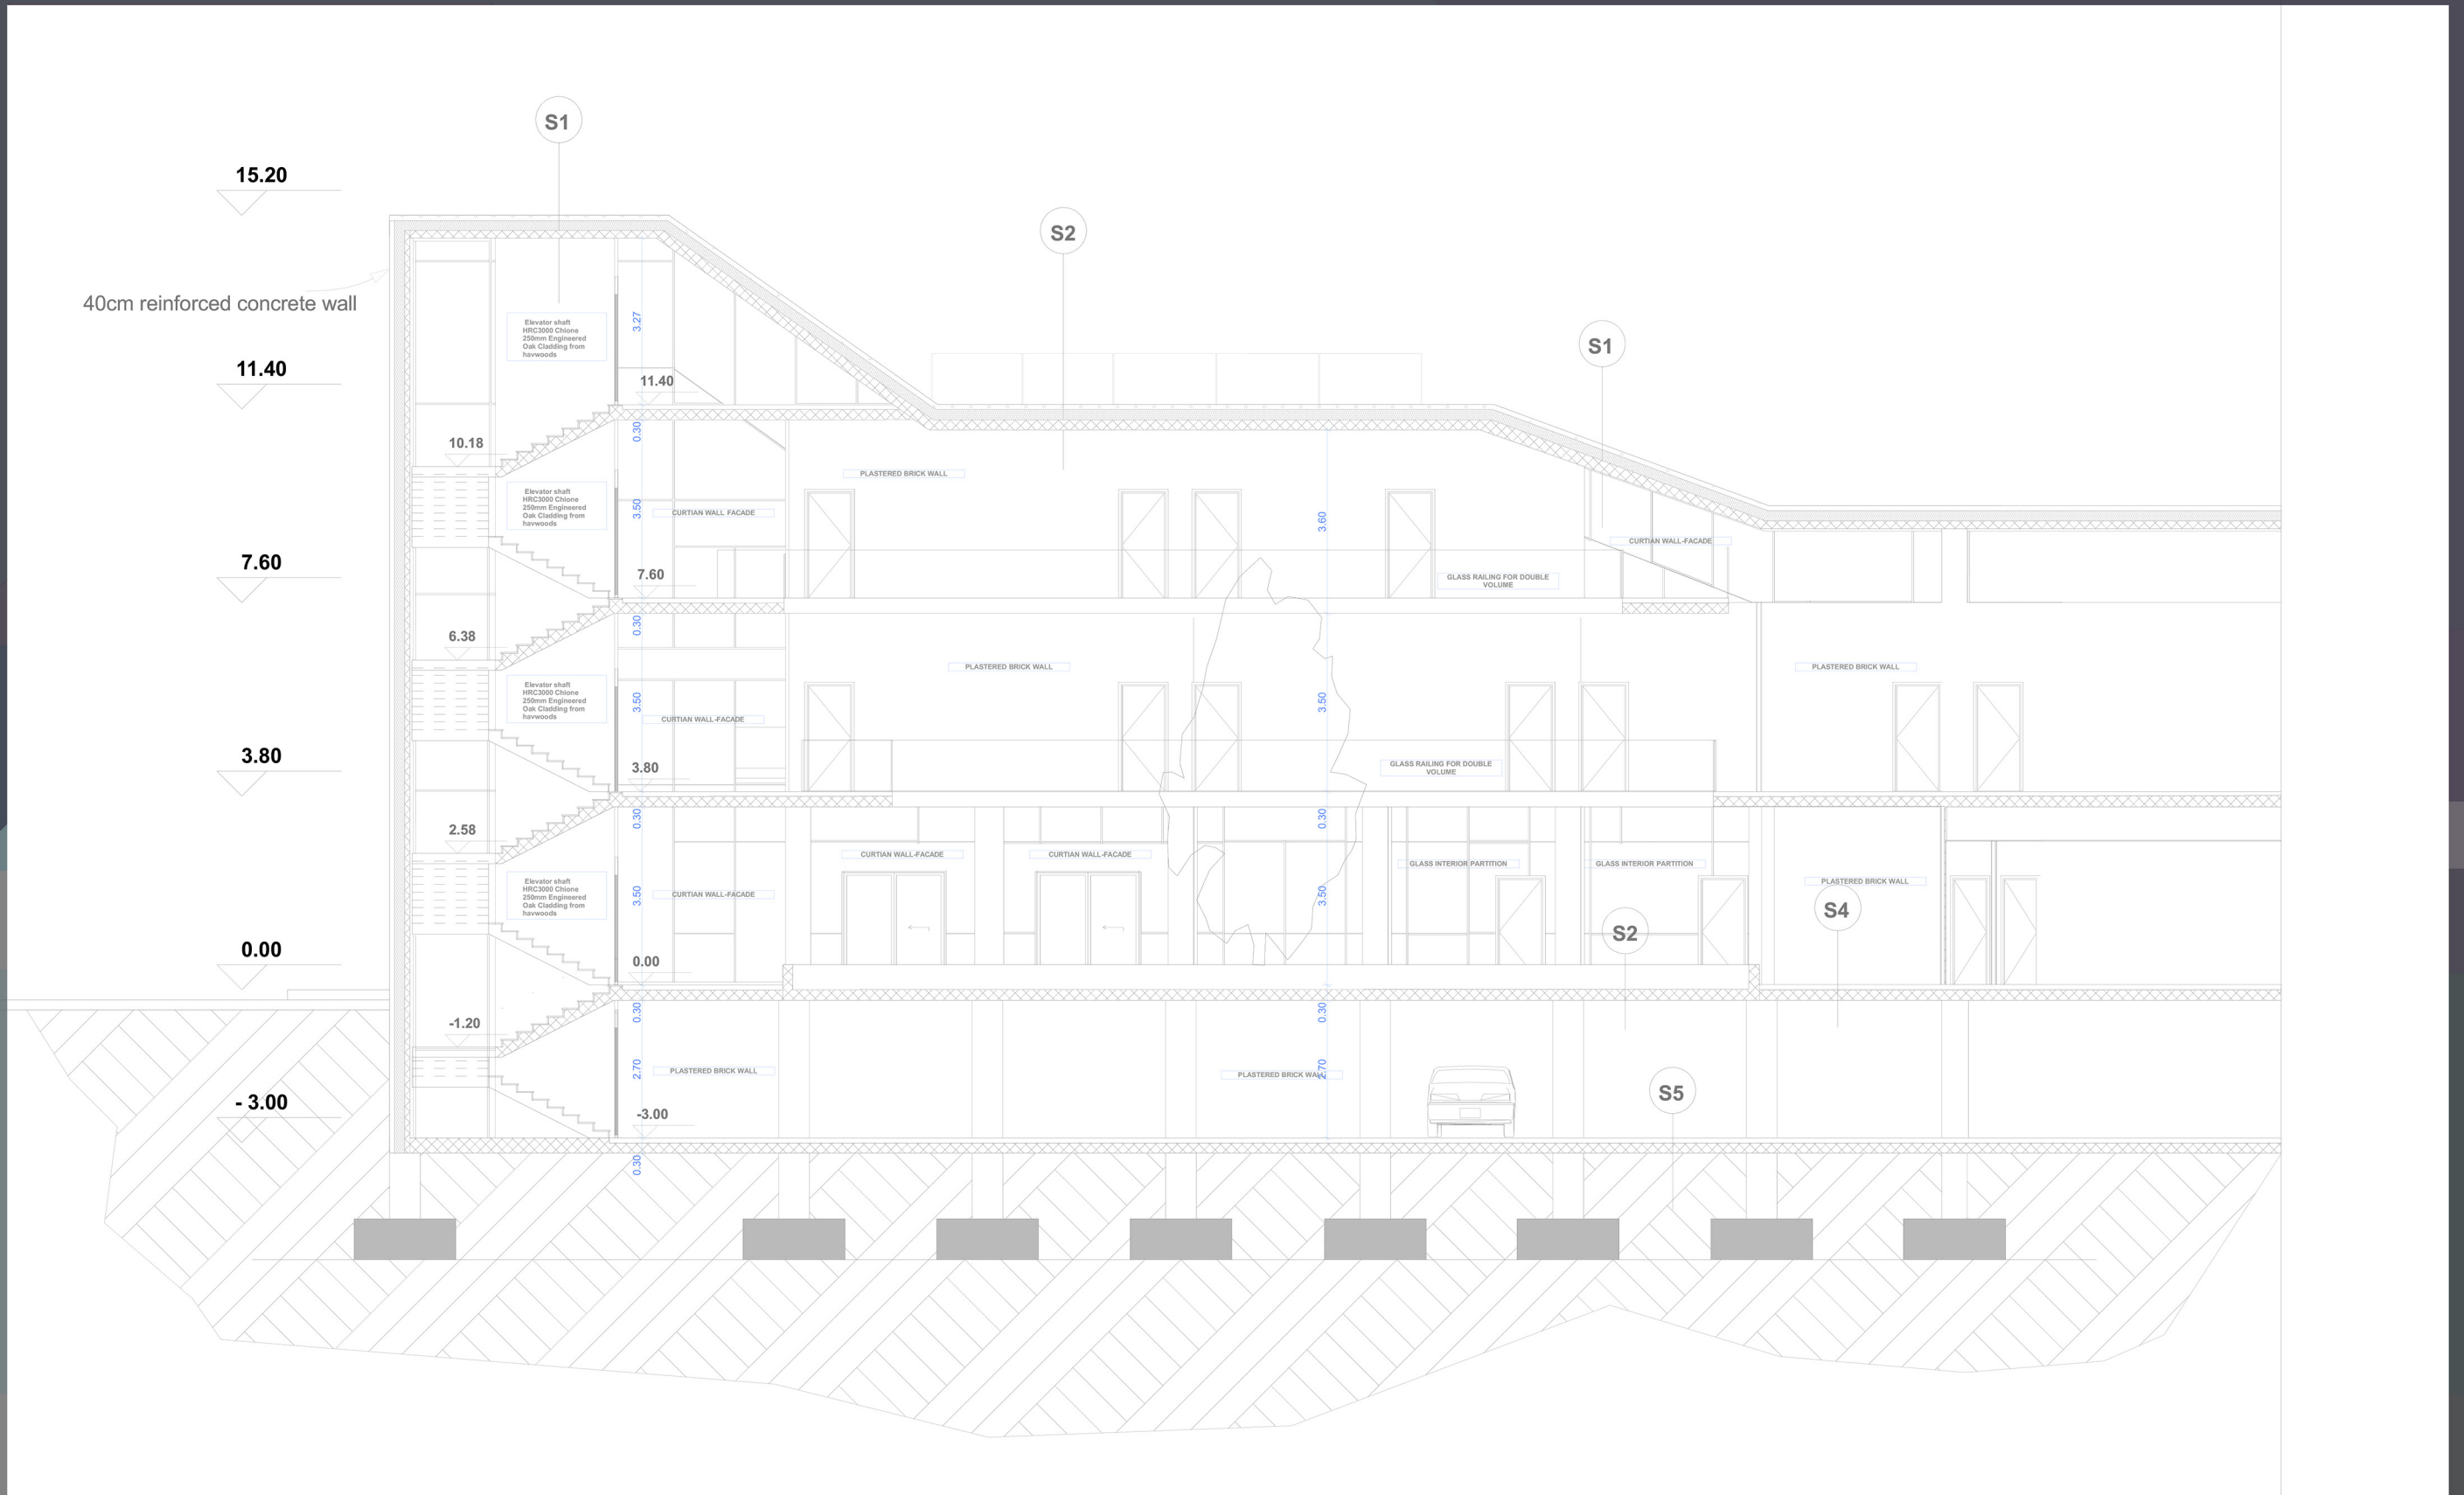 S1
15.20
S2
40cm reinforced concrete wall
Elevator shaft
HRC3000 Chione
250mm Engineered
Oak Cladding from
havwoods
3.27
S1
11.40
11.40
0.30
10.18
PLASTERED BRICK WALL
Elevator shaft
HRC3000 Chione
250mm Engineered
Oak Cladding from
havwoods
3.50
CURTIAN WALL FACADE
3.60
CURTIAN WALL-FACADE
7.60
7.60
GLASS RAILING FOR DOUBLE
VOLUME
0.30
6.38
PLASTERED BRICK WALL
PLASTERED BRICK WALL
Elevator shaft
HRC3000 Chione
250mm Engineered
Oak Cladding from
havwoods
3.50
3.50
CURTIAN WALL-FACADE
3.80
3.80
GLASS RAILING FOR DOUBLE
VOLUME
0.30
0.30
2.58
CURTIAN WALL-FACADE
CURTIAN WALL-FACADE
GLASS INTERIOR PARTITION
GLASS INTERIOR PARTITION
Elevator shaft
HRC3000 Chione
250mm Engineered
Oak Cladding from
havwoods
3.50
CURTIAN WALL-FACADE
3.50
PLASTERED BRICK WALL
S4
S2
0.00
0.00
0.30
0.30
-1.20
2.70
PLASTERED BRICK WALL
PLASTERED BRICK WALL
2.70
S5
- 3.00
-3.00
0.30